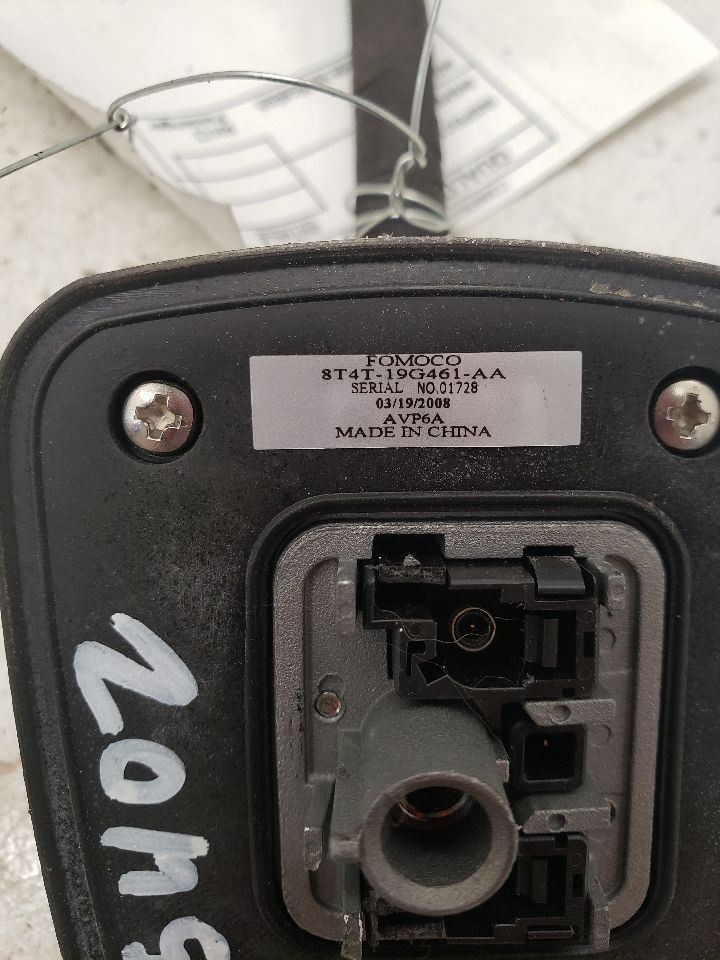 FOMOCO
8T4T-19G461-AA
SERIAL NO.01728
03/19/2008
AVP6A
MADE IN CHINA